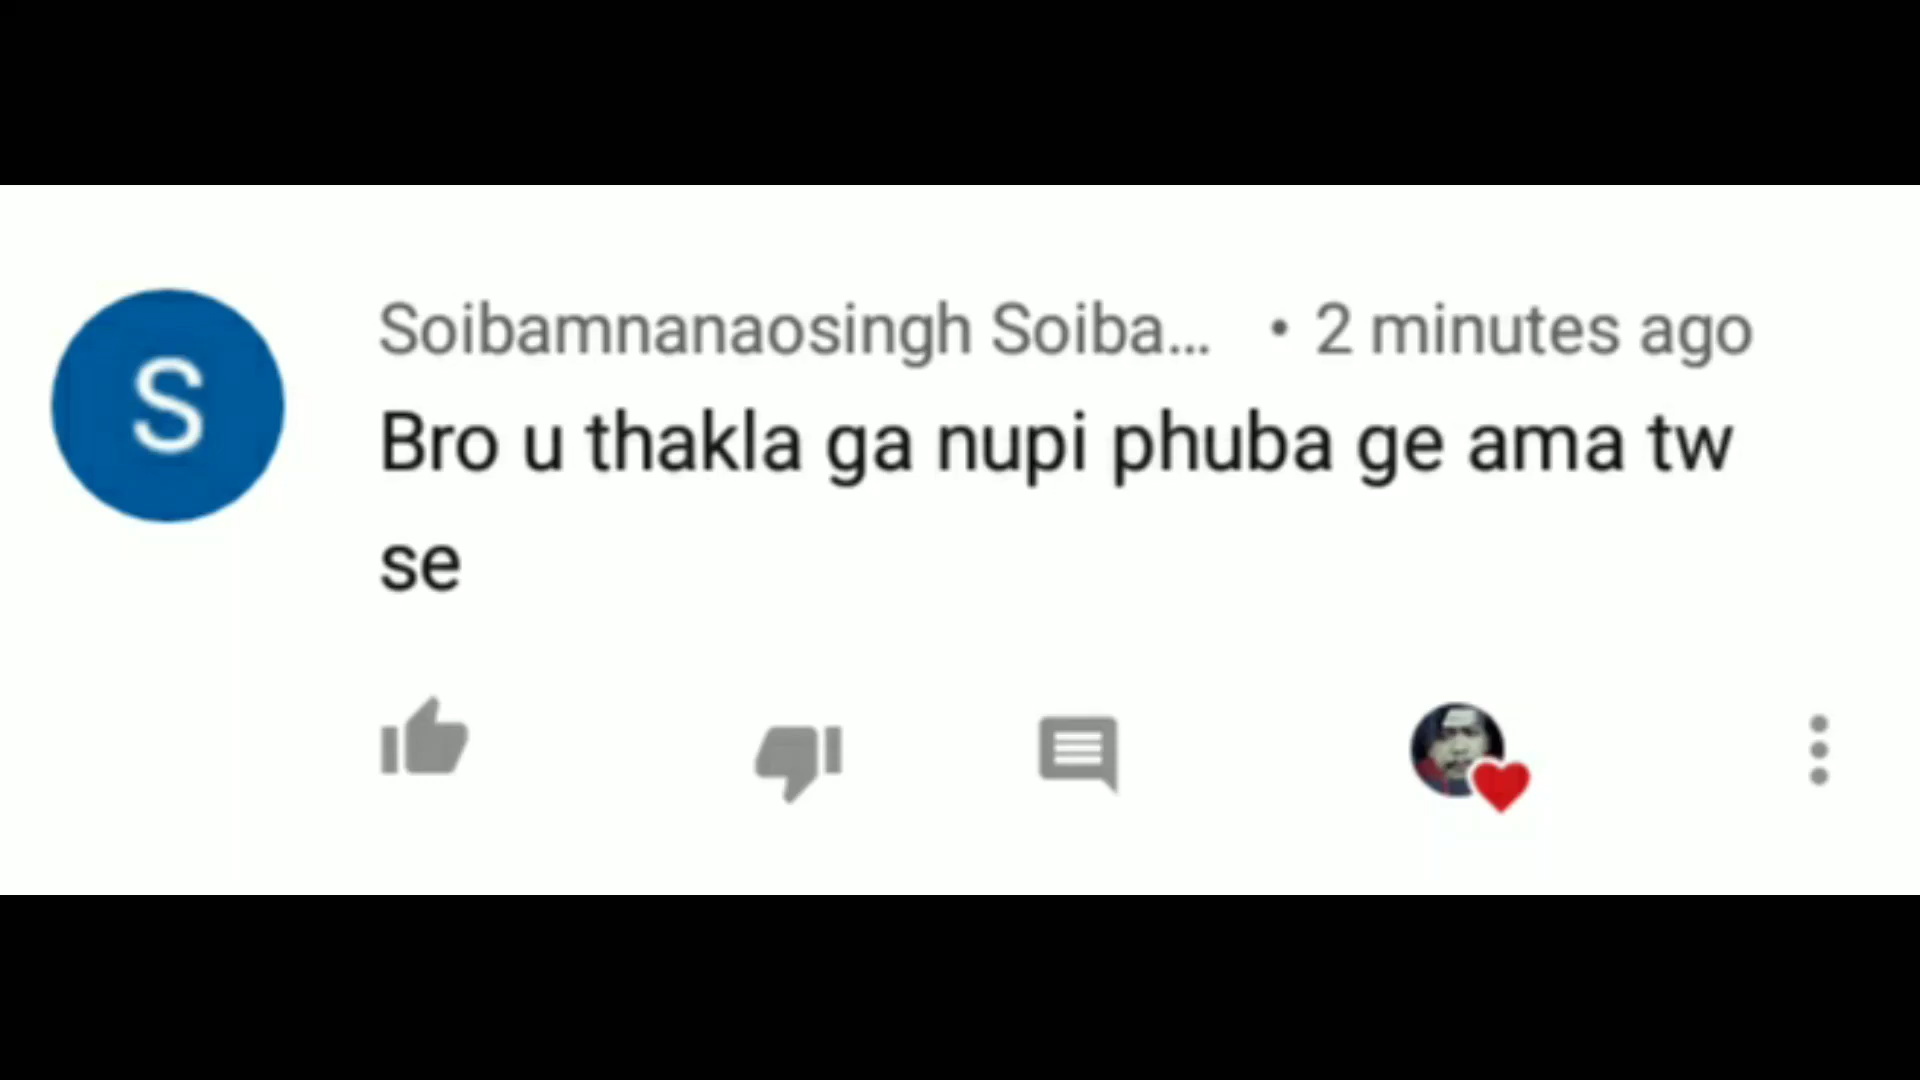 S
Soibamnanaosingh Soiba... • 2 minutes ago
Bro u thakla ga nupi phuba ge ama tw
se